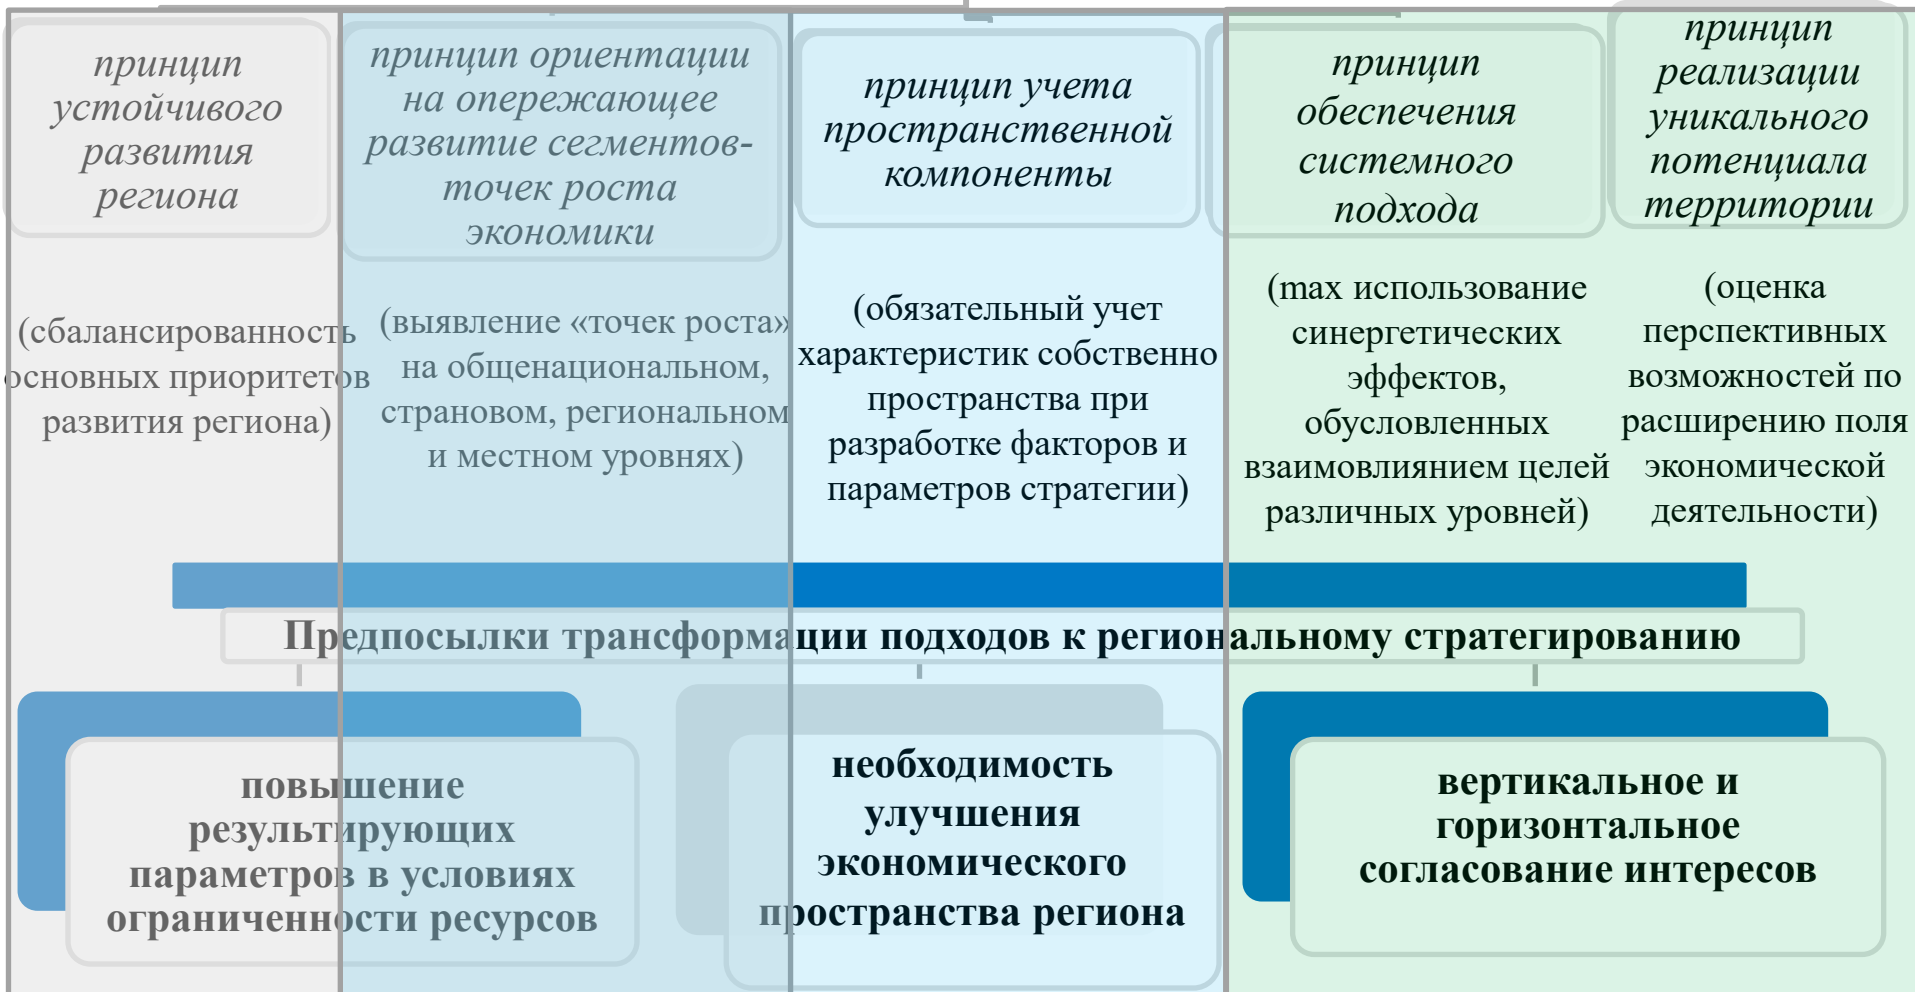 принцип
устойчивого
развития
региона
принцип ориентации
на опережающее
развитие сегментов-
точек роста
экономики
принцип учета
пространственной
компоненты
принцип
обеспечения
системного
подхода
принцип
реализации
уникального
потенциала
территории
(сбалансированность
основных приоритетов
развития региона)
(выявление «точек роста»
на общенациональном,
страновом, региональном
и местном уровнях)
(обязательный учет
характеристик собственно
пространства при
разработке факторов и
параметров стратегии)
(max использование
синергетических
эффектов,
обусловленных
взаимовлиянием целей
различных уровней)
(оценка
перспективных
возможностей по
расширению поля
экономической
деятельности)
Предпосылки трансформации подходов к региональному стратегированию
повышение
результирующих
параметров в условиях
ограниченности ресурсов
необходимость
улучшения
экономического
пространства региона
вертикальное и
горизонтальное
согласование интересов